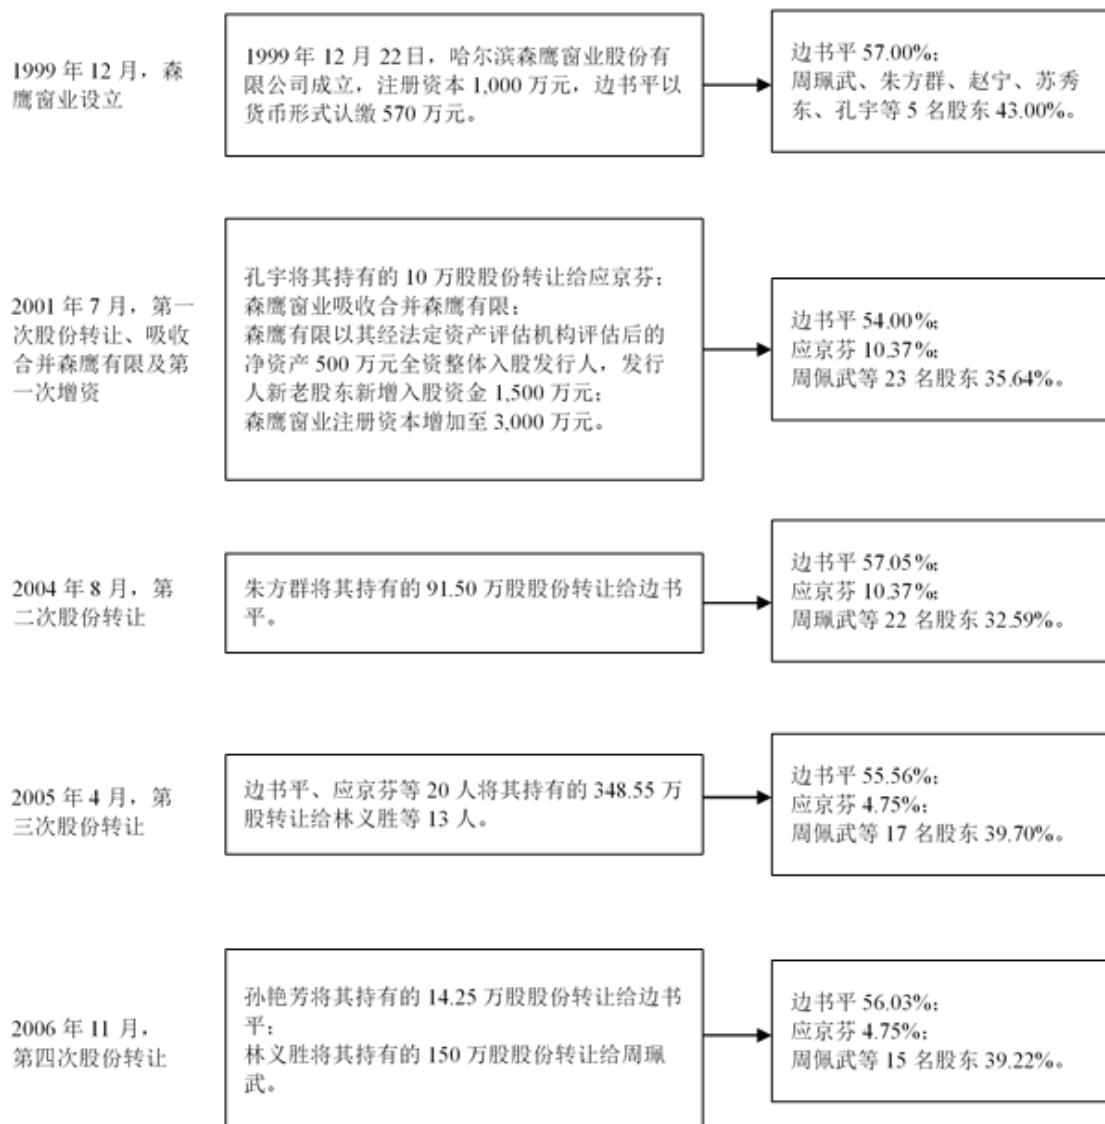 1999 年 12 月，森
鹰窗业设立
1999 年 12 月 22 日，哈尔滨森鹰窗业股份有
限公司成立，注册资本 1,000 万元，边书平以
货币形式认缴 570 万元。
边书平 57.00%；
周珮武、朱方群、赵宁、苏秀
东、孔宇等 5 名股东 43.00%。
2001 年 7 月，第一
次股份转让、吸收
合并森鹰有限及第
一次增资
孔宇将其持有的 10 万股股份转让给应京芬；
森鹰窗业吸收合并森鹰有限；
森鹰有限以其经法定资产评估机构评估后的
净资产 500 万元全资整体入股发行人，发行
人新老股东新增入股资金 1,500 万元；
森鹰窗业注册资本增加至 3,000 万元。
边书平 54.00%；
应京芬 10.37%；
周佩武等 23 名股东 35.64%。
2004 年 8 月，第
二次股份转让
朱方群将其持有的 91.50 万股股份转让给边书
平。
边书平 57.05%；
应京芬 10.37%；
周珮武等 22 名股东 32.59%。
2005 年 4 月，第
三次股份转让
边书平、应京芬等 20 人将其持有的 348.55 万
股转让给林义胜等 13 人。
边书平 55.56%；
应京芬 4.75%；
周佩武等 17 名股东 39.70%。
2006 年 11 月，
第四次股份转让
孙艳芳将其持有的 14.25 万股股份转让给边书
平；
林义胜将其持有的 150 万股股份转让给周珮
武。
边书平 56.03%；
应京芬 4.75%；
周佩武等 15 名股东 39.22%。